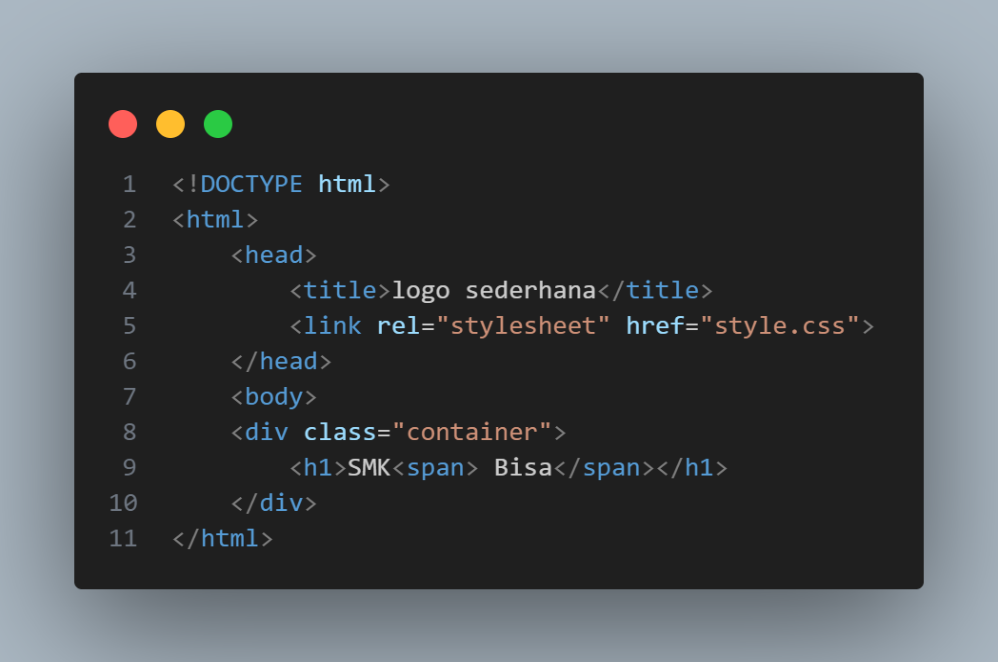 1 <!DOCTYPE html>
2 <html>
3     <head>
4         <title>logo sederhana</title>
5         <link rel="stylesheet" href="style.css">
6     </head>
7     <body>
8     <div class="container">
9         <h1>SMK<span> Bisa</span></h1>
10     </div>
11 </html>